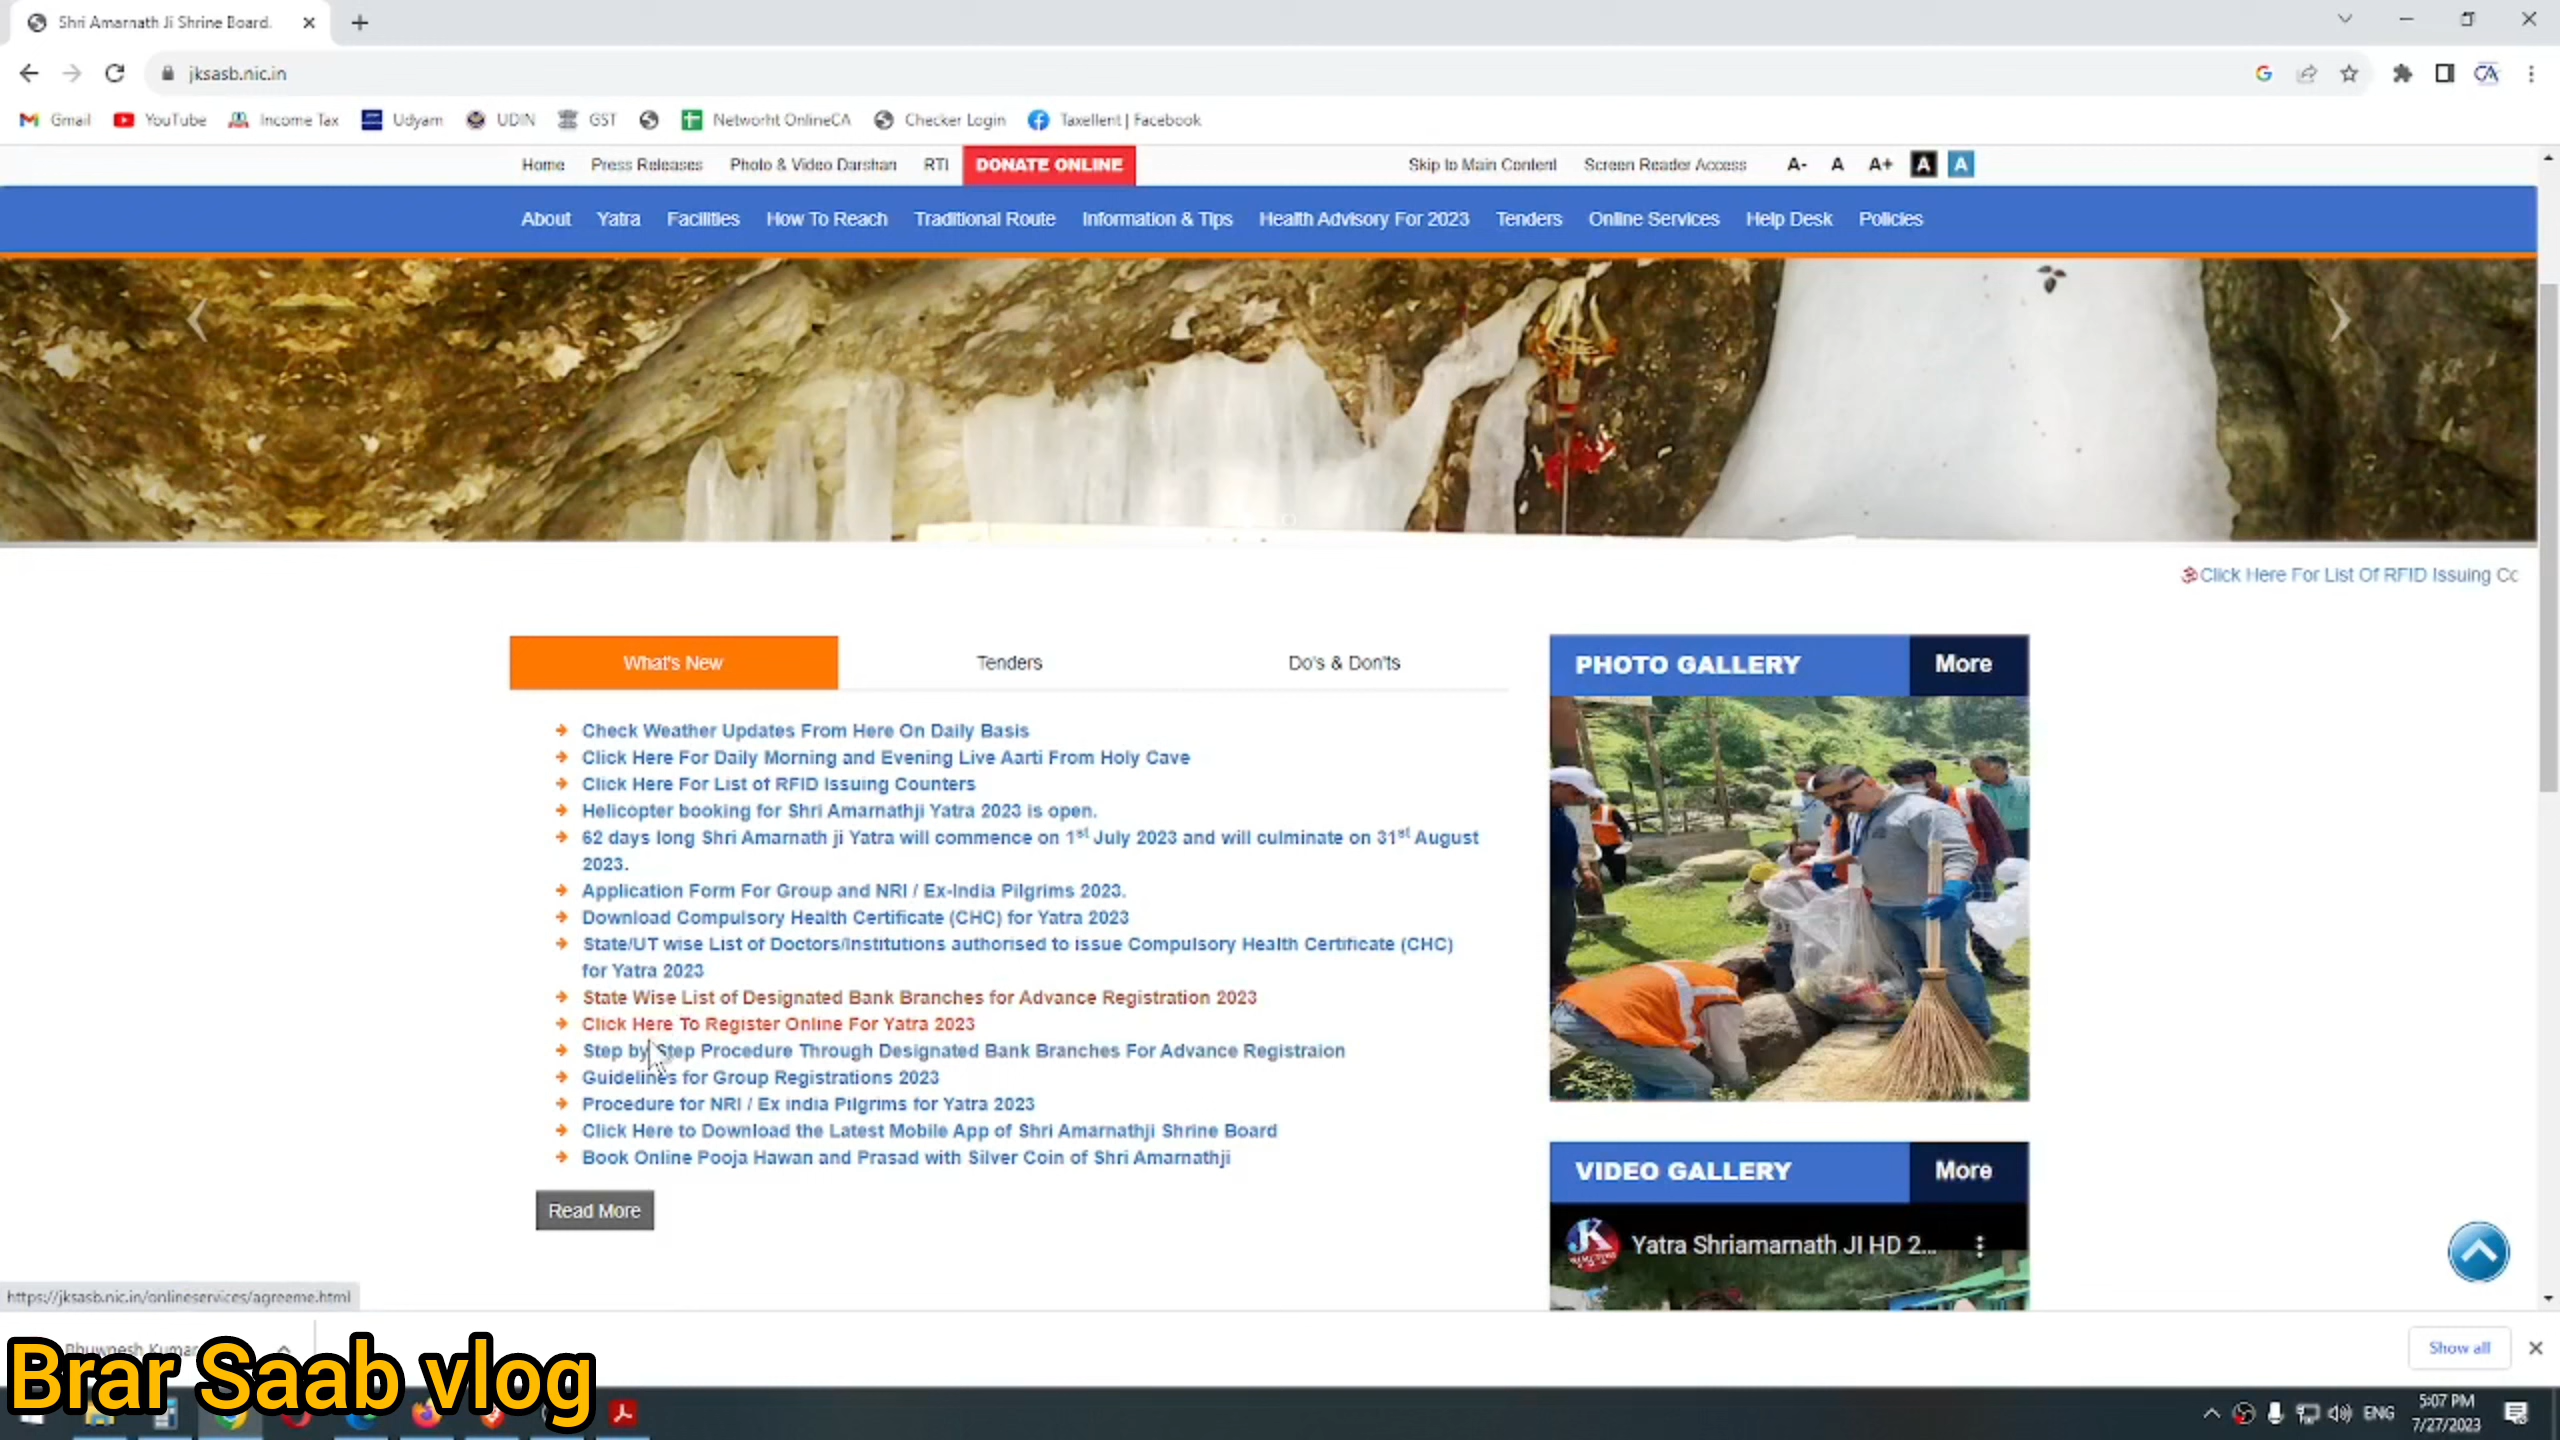 Shri Amarnath Ji Shrine Board.
jksasb.nic.in
Gmail YouTube Income Tax Udyam UDIN GST Networht OnlineCA Checker Login Taxellent | Facebook
Home Press Releases Photo & Video Darshan RTI DONATE ONLINE Skip to Main Content Screen Reader Access A- A A+ A A
About Yatra Facilities How To Reach Traditional Route Information & Tips Health Advisory For 2023 Tenders Online Services Help Desk Policies
Click Here For List Of RFID Issuing Co
What's New Tenders Do's & Don'ts
Check Weather Updates From Here On Daily Basis
Click Here For Daily Morning and Evening Live Aarti From Holy Cave
Click Here For List of RFID Issuing Counters
Helicopter booking for Shri Amarnathji Yatra 2023 is open.
62 days long Shri Amarnath ji Yatra will commence on 1st July 2023 and will culminate on 31st August
2023.
Application Form For Group and NRI / Ex-India Pilgrims 2023.
Download Compulsory Health Certificate (CHC) for Yatra 2023
State/UT wise List of Doctors/Institutions authorised to issue Compulsory Health Certificate (CHC)
for Yatra 2023
State Wise List of Designated Bank Branches for Advance Registration 2023
Click Here To Register Online For Yatra 2023
Step by Step Procedure Through Designated Bank Branches For Advance Registraion
Guidelines for Group Registrations 2023
Procedure for NRI / Ex india Pilgrims for Yatra 2023
Click Here to Download the Latest Mobile App of Shri Amarnathji Shrine Board
Book Online Pooja Hawan and Prasad with Silver Coin of Shri Amarnathji
Read More
PHOTO GALLERY More
VIDEO GALLERY More
Yatra Shriamarnath JI HD 2...
https://jksasb.nic.in/onlineservices/agreeme.html
Bhuwnesh Kumar
Show all
Brar Saab vlog
ENG
5:07 PM
7/27/2023